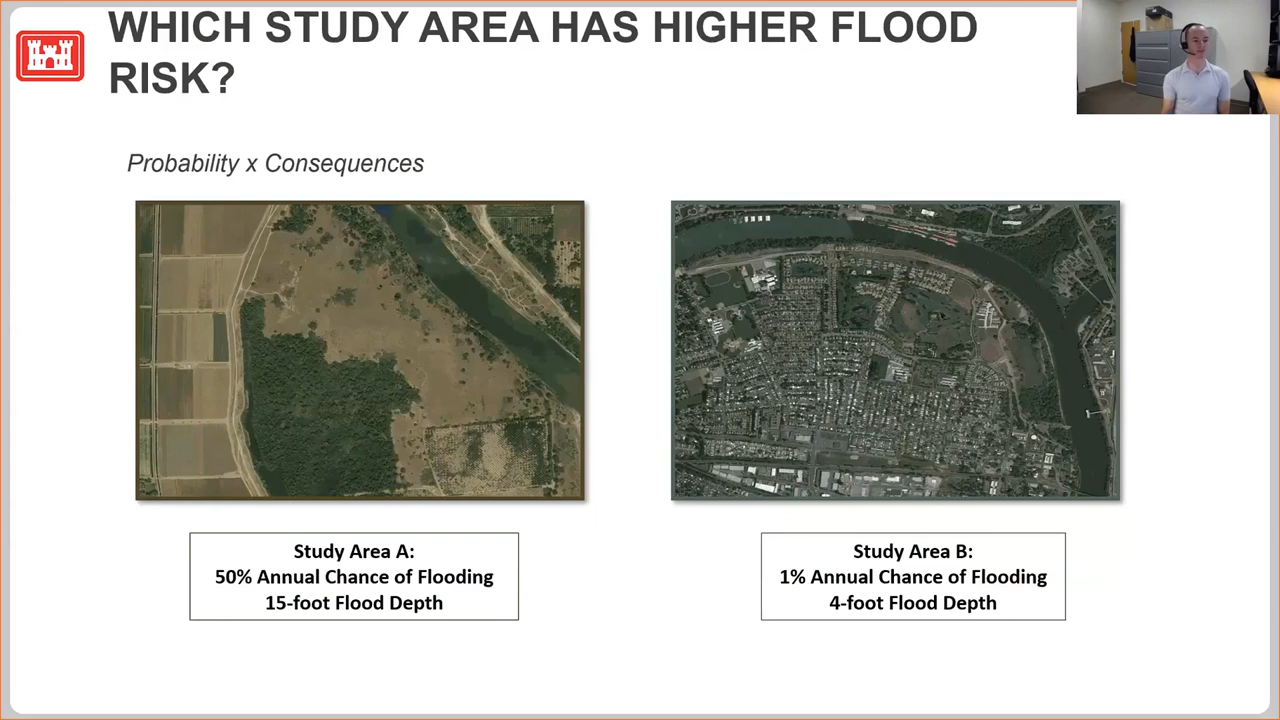 WHICH STUDY AREA HAS HIGHER FLOOD
RISK?
Probability x Consequences
Study Area A:
50% Annual Chance of Flooding
15-foot Flood Depth
Study Area B:
1% Annual Chance of Flooding
4-foot Flood Depth